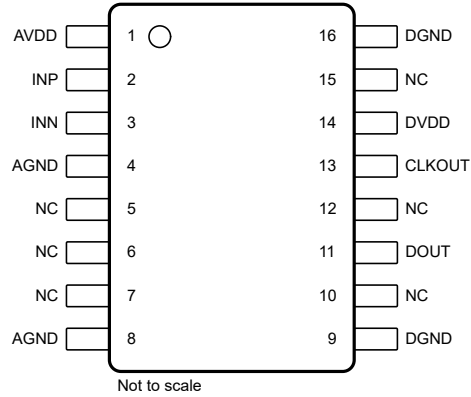 AVDD 1 16 DGND
INP 2 15 NC
INN 3 14 DVDD
AGND 4 13 CLKOUT
NC 5 12 NC
NC 6 11 DOUT
NC 7 10 NC
AGND 8 9 DGND
Not to scale